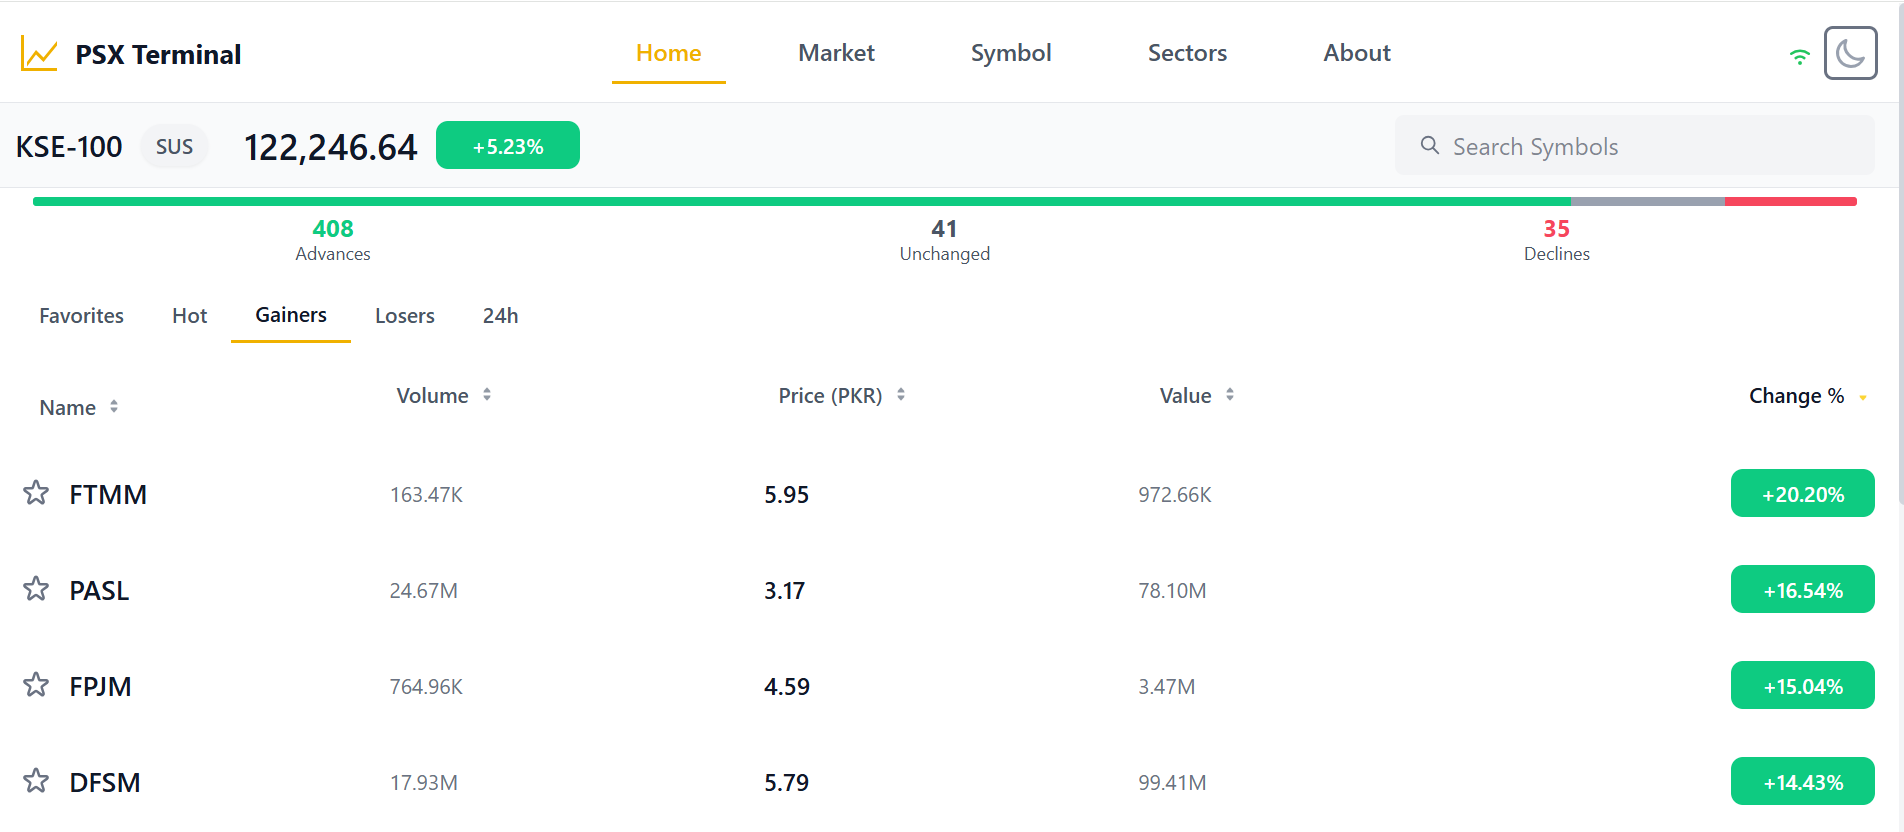 PSX Terminal
Home Market Symbol Sectors About
KSE-100 SUS 122,246.64 +5.23% Search Symbols
408 41 35
Advances Unchanged Declines
Favorites Hot Gainers Losers 24h
Name Volume Price (PKR) Value Change %
FTMM 163.47K 5.95 972.66K +20.20%
PASL 24.67M 3.17 78.10M +16.54%
FPJM 764.96K 4.59 3.47M +15.04%
DFSM 17.93M 5.79 99.41M +14.43%